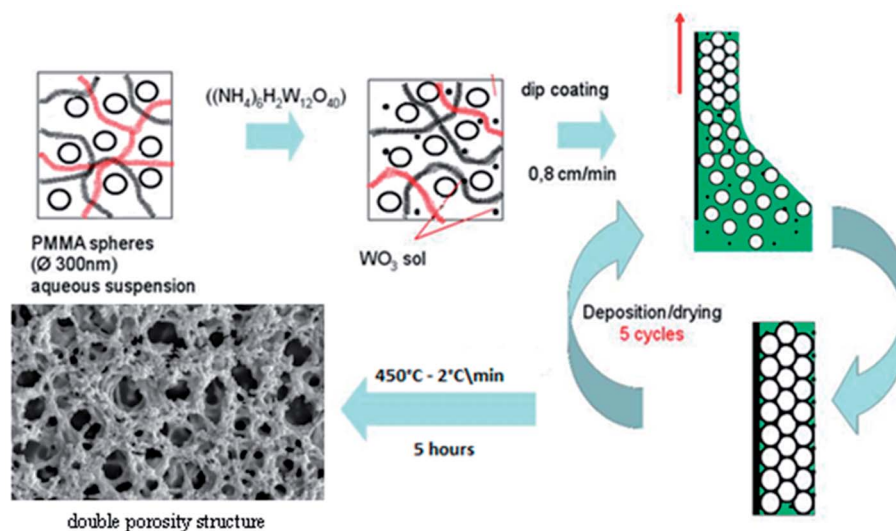 ((NH4)6H2W12O40)
dip coating
0,8 cm/min
PMMA spheres
(Ø 300nm)
aqueous suspension
WO3 sol
Deposition/drying
5 cycles
450°C - 2°C\min
5 hours
double porosity structure